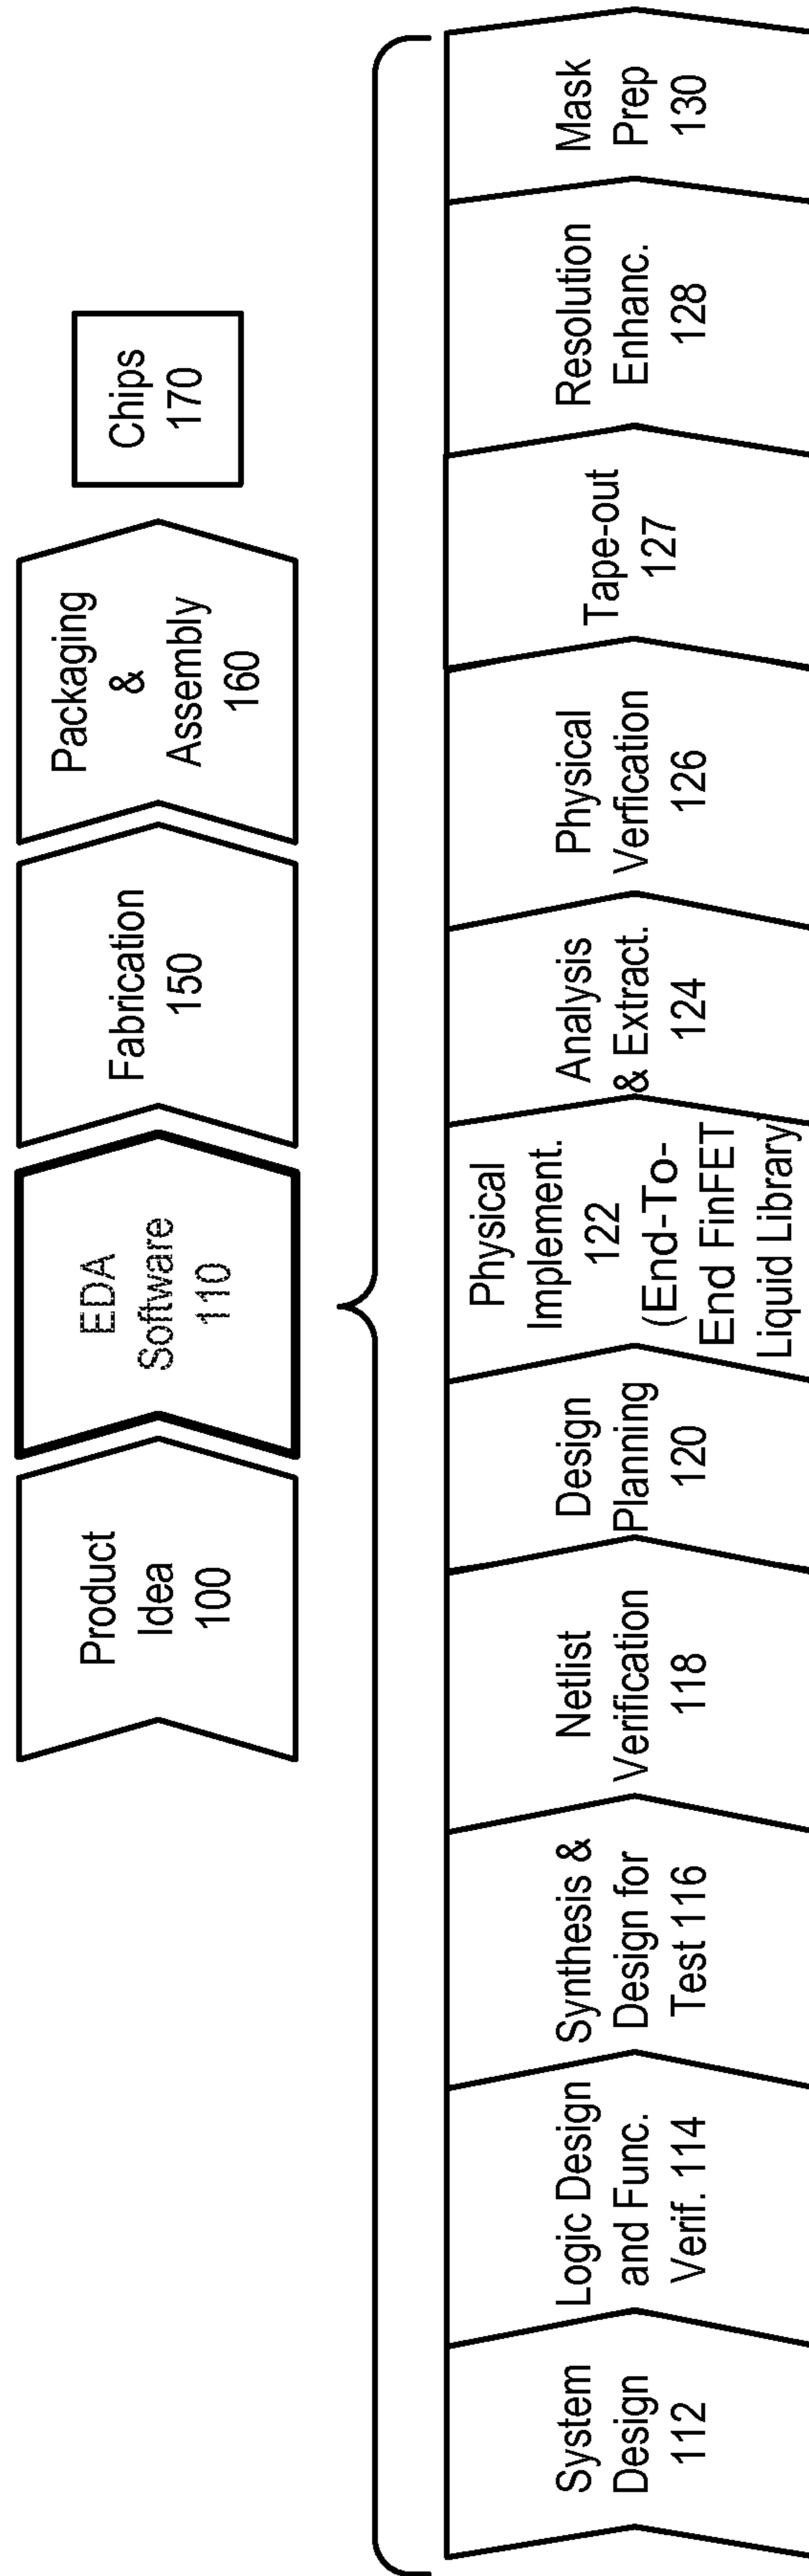 Product
Idea
100
EDA
Software
110
Fabrication
150
Packaging
&
Assembly
160
Chips
170
System
Design
112
Logic Design
and Func.
Verif. 114
Synthesis &
Design for
Test 116
Netlist
Verification
118
Design
Planning
120
Physical
Implement.
122
(End-To-
End FinFET
Liquid Library
Analysis
& Extract.
124
Physical
Verfication
126
Tape-out
127
Resolution
Enhanc.
128
Mask
Prep
130